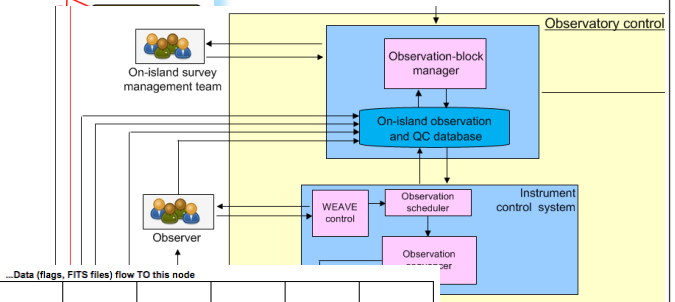 Observatory control
Observation-block
manager
On-island survey
management team
On-island observation
and QC database
Instrument
control system
WEAVE
control
Observation
scheduler
Observer
Observation
...Data (flags, FITS files) flow TO this node